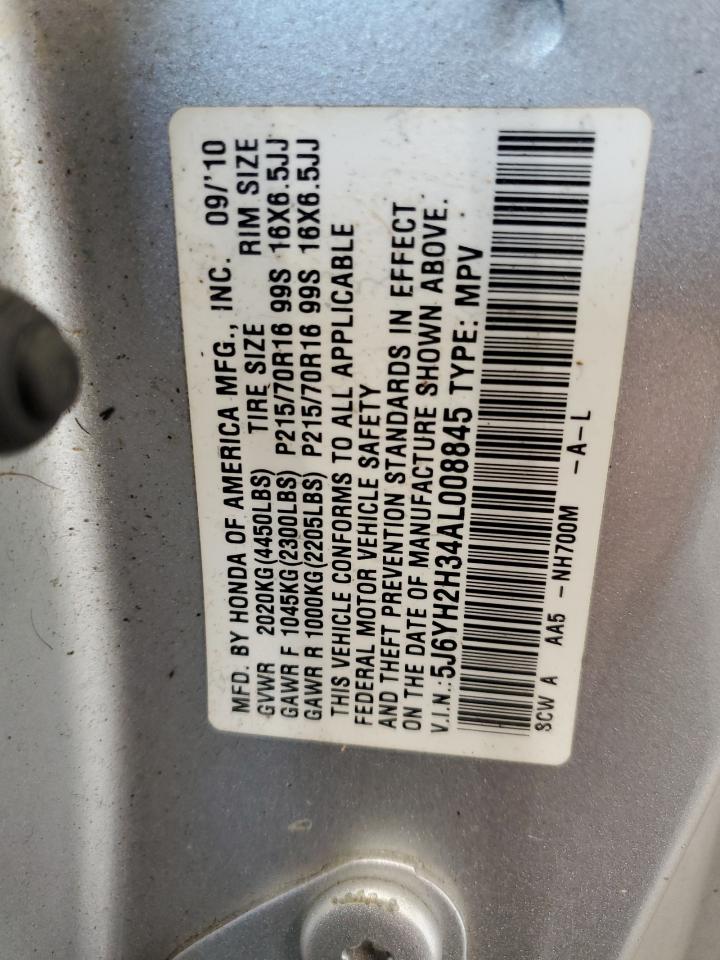 MFD. BY HONDA OF AMERICA MFG., INC. 09/'10
GVWR 2020KG(4450LBS) TIRE SIZE RIM SIZE
GAWR F 1045KG(2300LBS) P215/70R16 99S 16X6.5JJ
GAWR R 1000KG(2205LBS) P215/70R16 99S 16X6.5JJ
THIS VEHICLE CONFORMS TO ALL APPLICABLE
FEDERAL MOTOR VEHICLE SAFETY
AND THEFT PREVENTION STANDARDS IN EFFECT
ON THE DATE OF MANUFACTURE SHOWN ABOVE.
V.I.N.:5J6YH2H34AL008845 TYPE: MPV
SCW A AA5 -NH700M -A-L